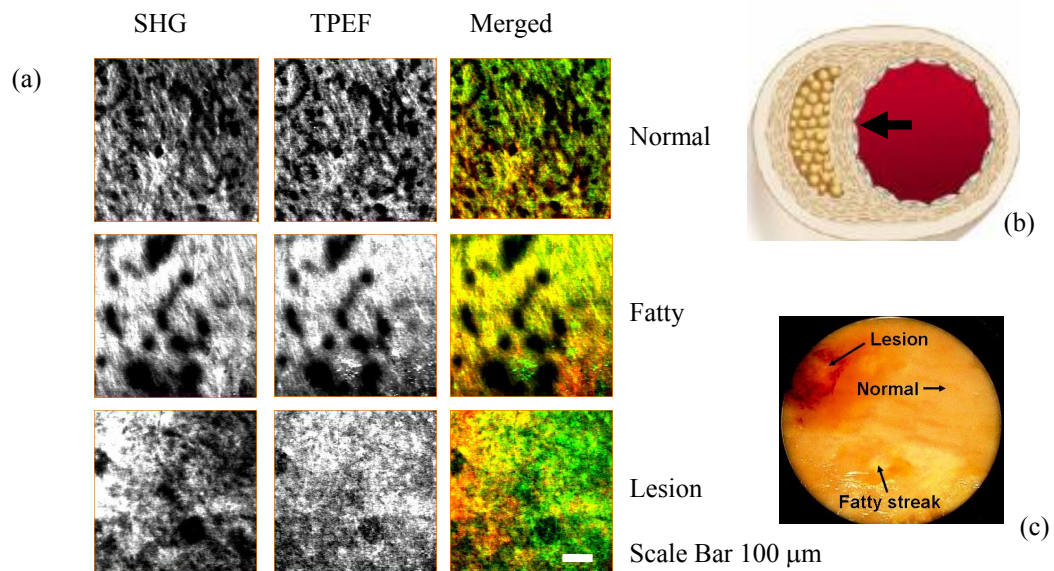 SHG TPEF Merged
(a)
Normal
(b)
Fatty
Lesion
Normal
Fatty streak
(c)
Lesion
Scale Bar 100 μm